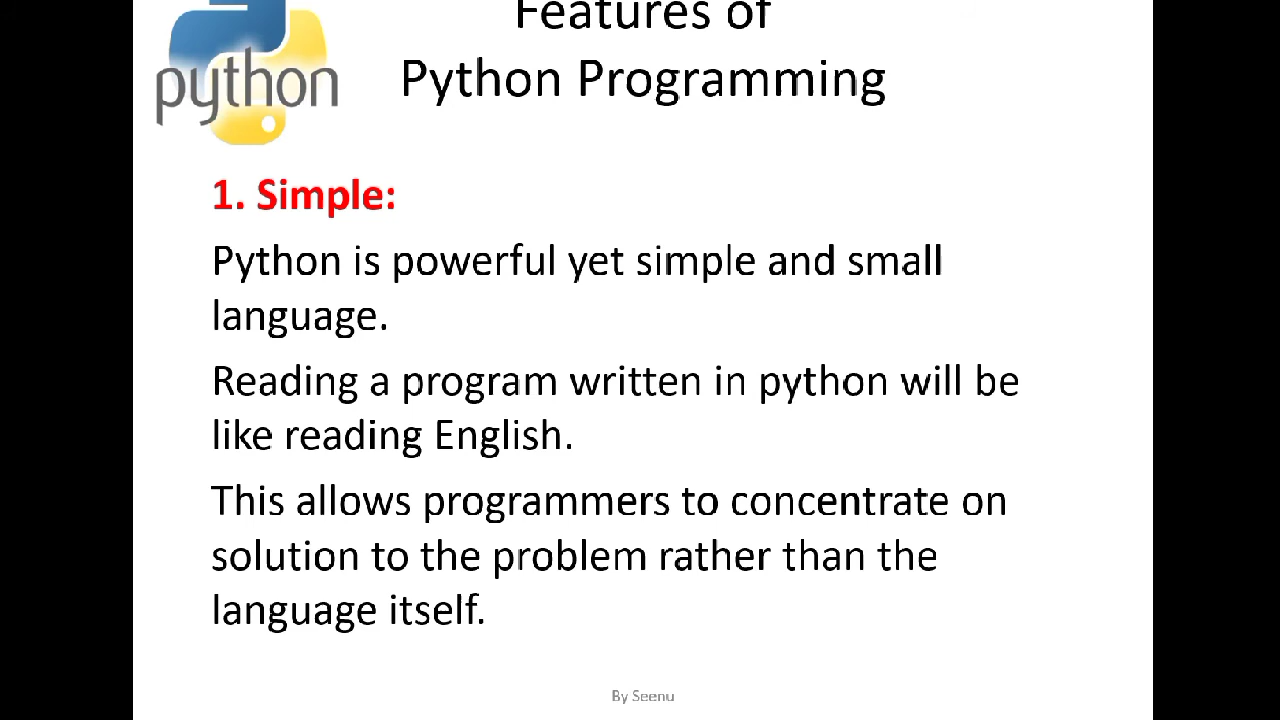 Features of
Python Programming
python
1. Simple:
Python is powerful yet simple and small
language.
Reading a program written in python will be
like reading English.
This allows programmers to concentrate on
solution to the problem rather than the
language itself.
By Seenu